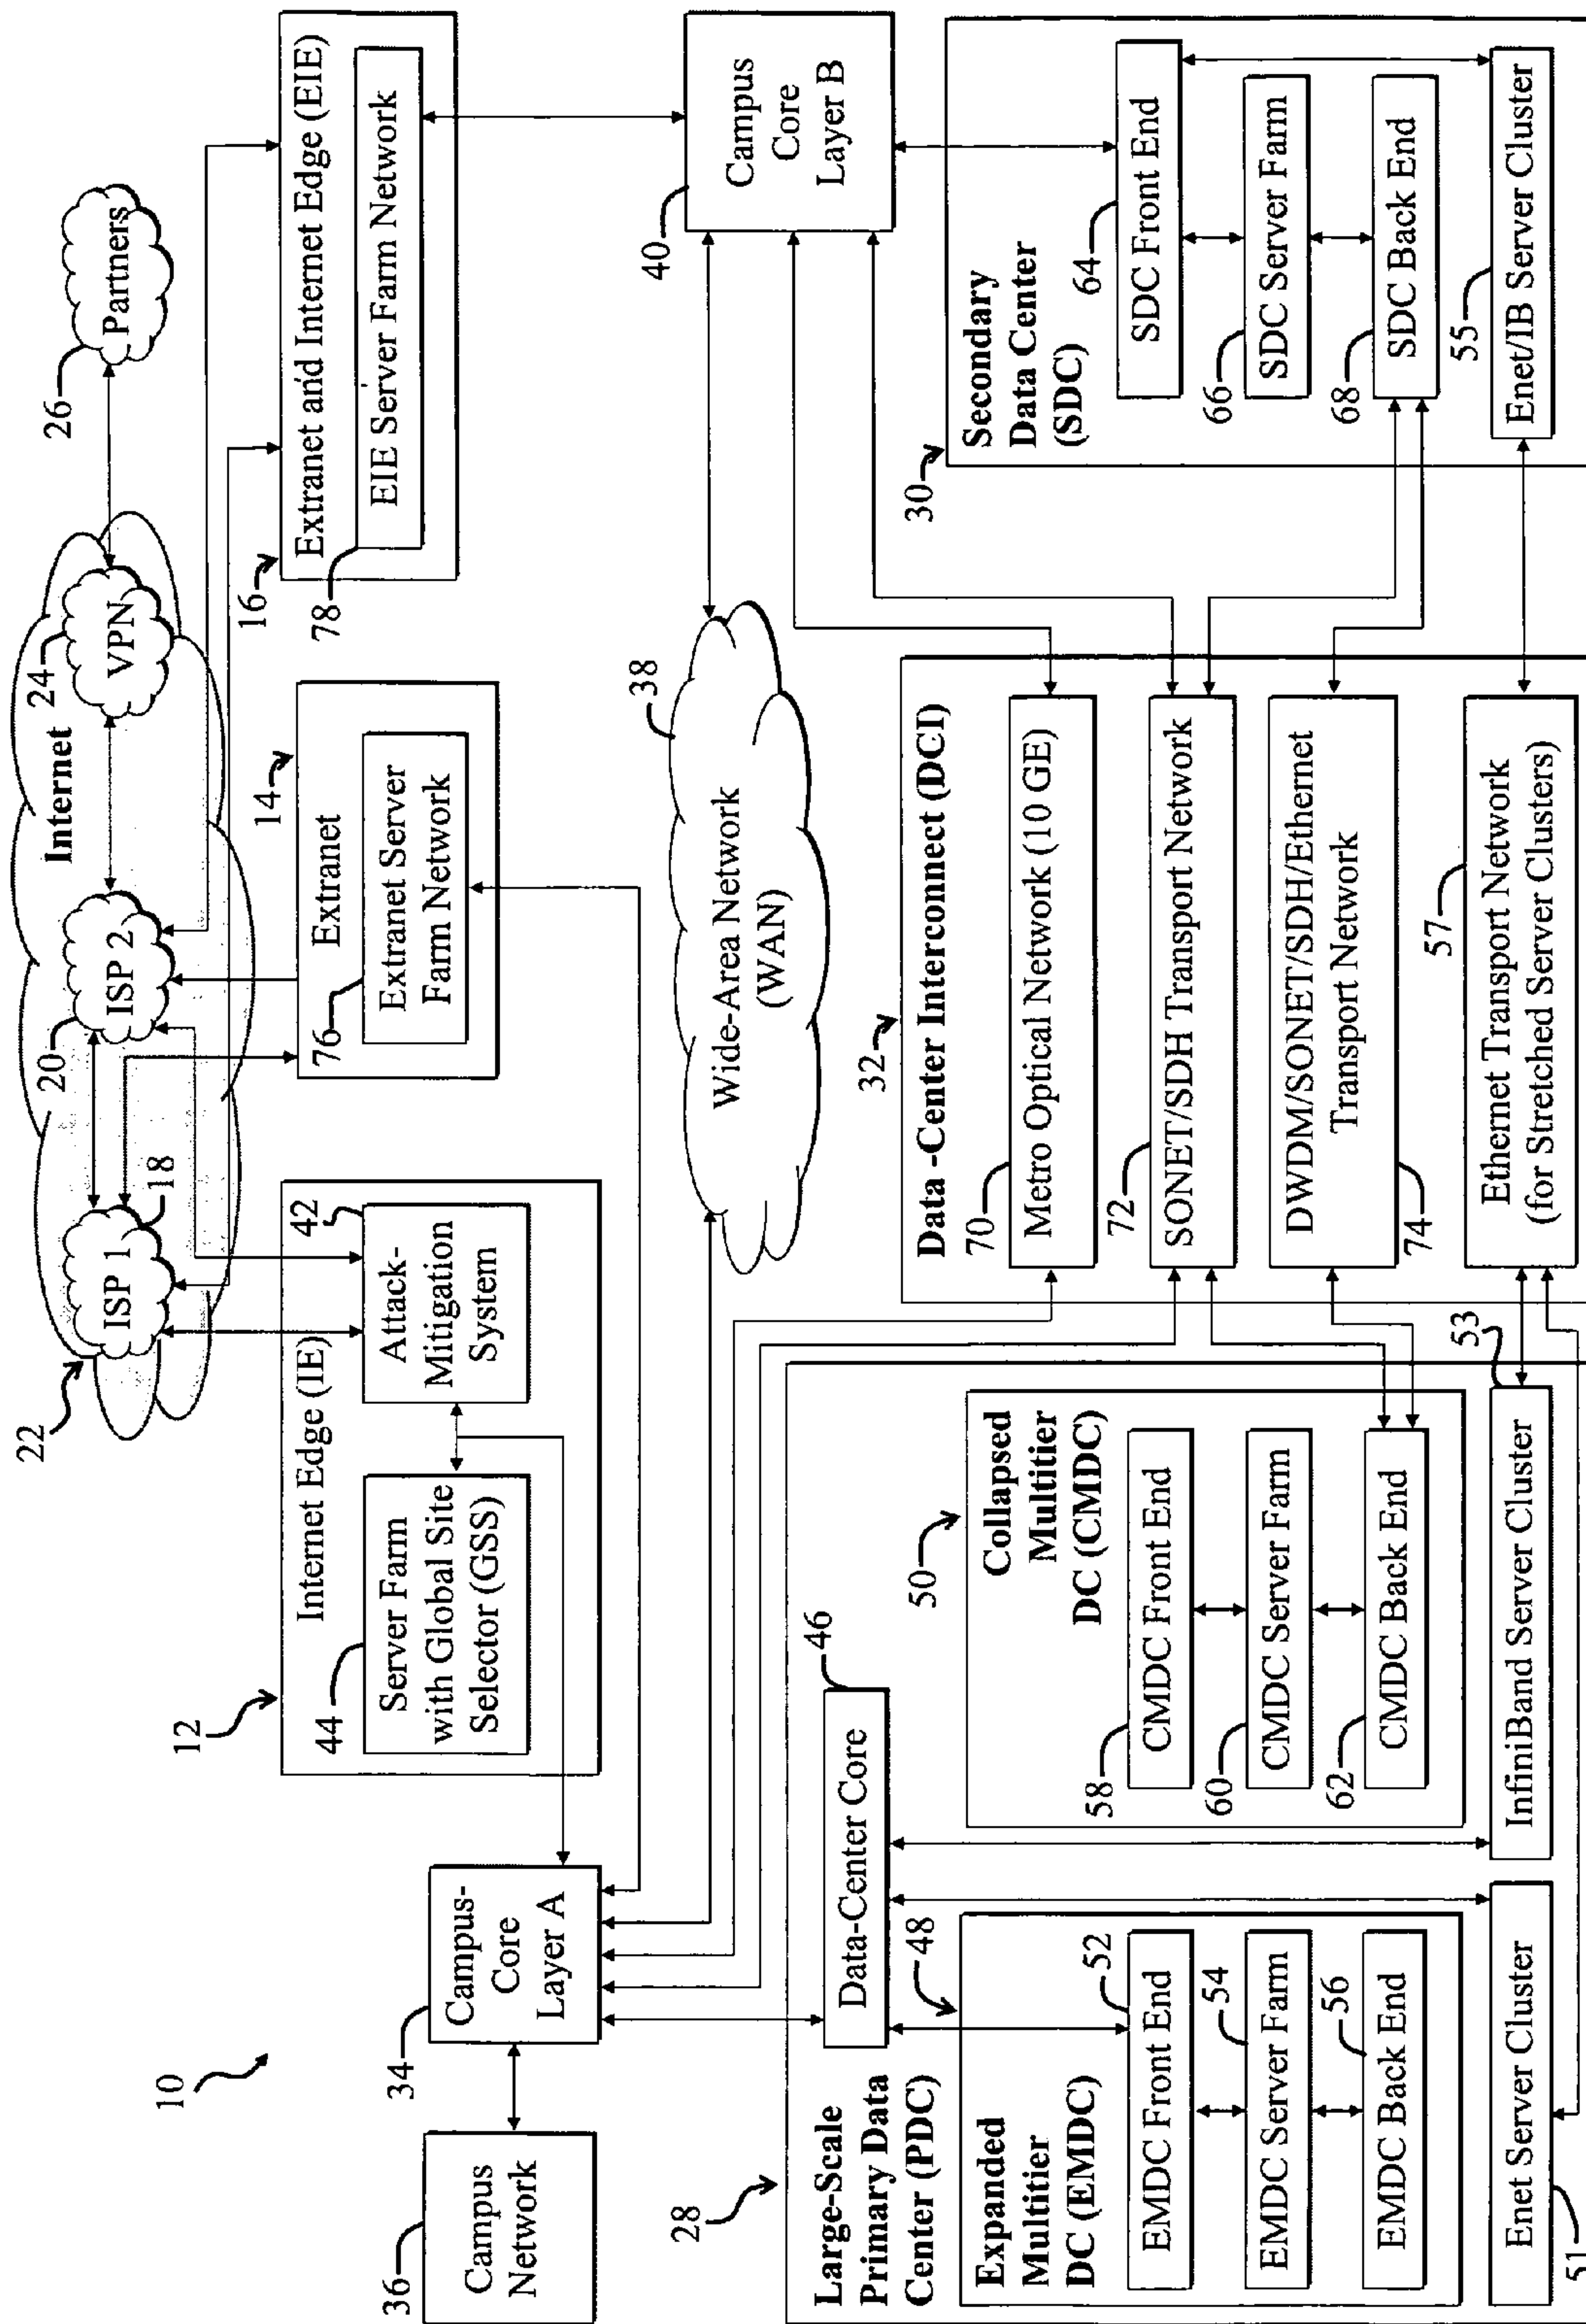 10
22
Internet
ISP 1
18
20
ISP 2
24
VPN
26
Partners
12
Internet Edge (IE)
44
Server Farm
with Global Site
Selector (GSS)
42
Attack-
Mitigation
System
14
Extranet
76
Extranet Server
Farm Network
16
Extranet and Internet Edge (EIE)
78
EIE Server Farm Network
36
Campus
Network
34
Campus-
Core
Layer A
38
Wide-Area Network
(WAN)
40
Campus
Core
Layer B
28
Large-Scale
Primary Data
Center (PDC)
46
Data-Center Core
48
Expanded
Multitier
DC (EMDC)
52
EMDC Front End
54
EMDC Server Farm
56
EMDC Back End
51
Enet Server Cluster
50
Collapsed
Multitier
DC (CMDC)
58
CMDC Front End
60
CMDC Server Farm
62
CMDC Back End
53
InfiniBand Server Cluster
32
Data -Center Interconnect (DCI)
70
Metro Optical Network (10 GE)
72
SONET/SDH Transport Network
DWDM/SONET/SDH/Ethernet
Transport Network
74
57
Ethernet Transport Network
(for Stretched Server Clusters)
30
Secondary
Data Center
(SDC)
64
SDC Front End
66
SDC Server Farm
68
SDC Back End
55
Enet/IB Server Cluster